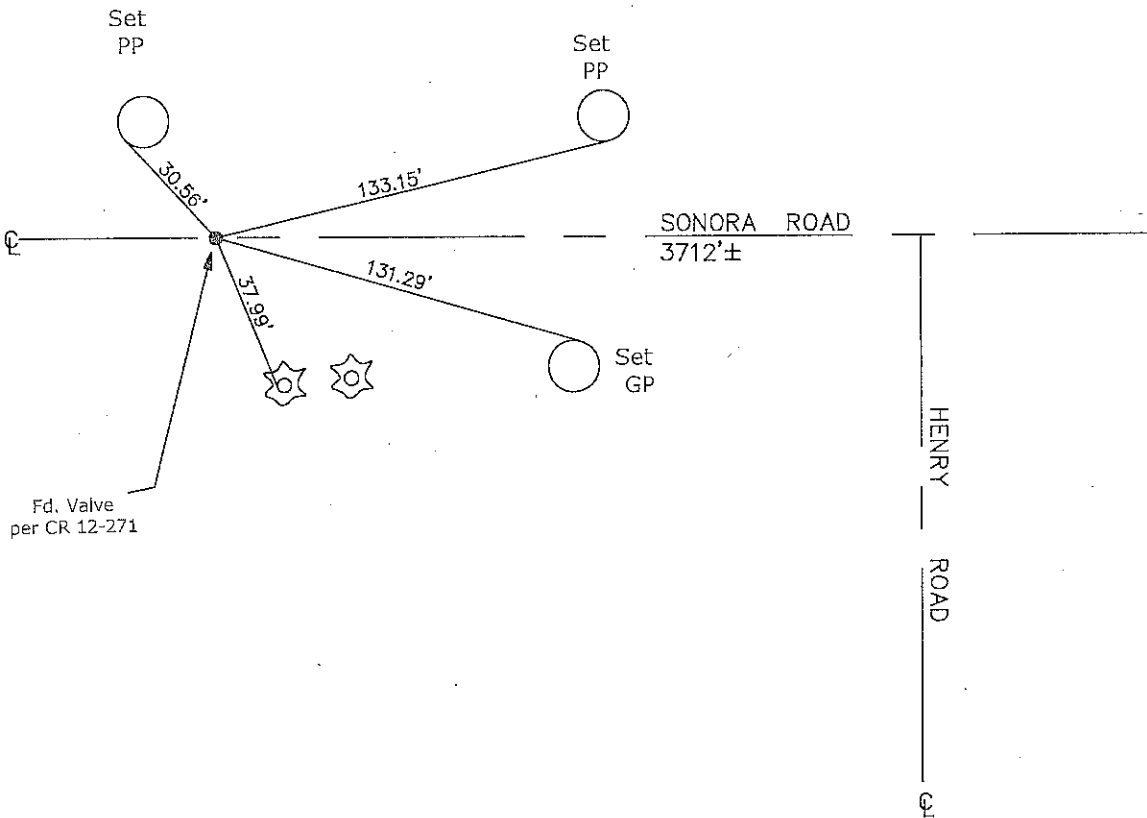 Set
PP
Set
PP
30.56'
133.15'
℄
SONORA ROAD
3712'±
131.29'
37.99'
Set
GP
HENRY ROAD
Fd. Valve
per CR 12-271
℄